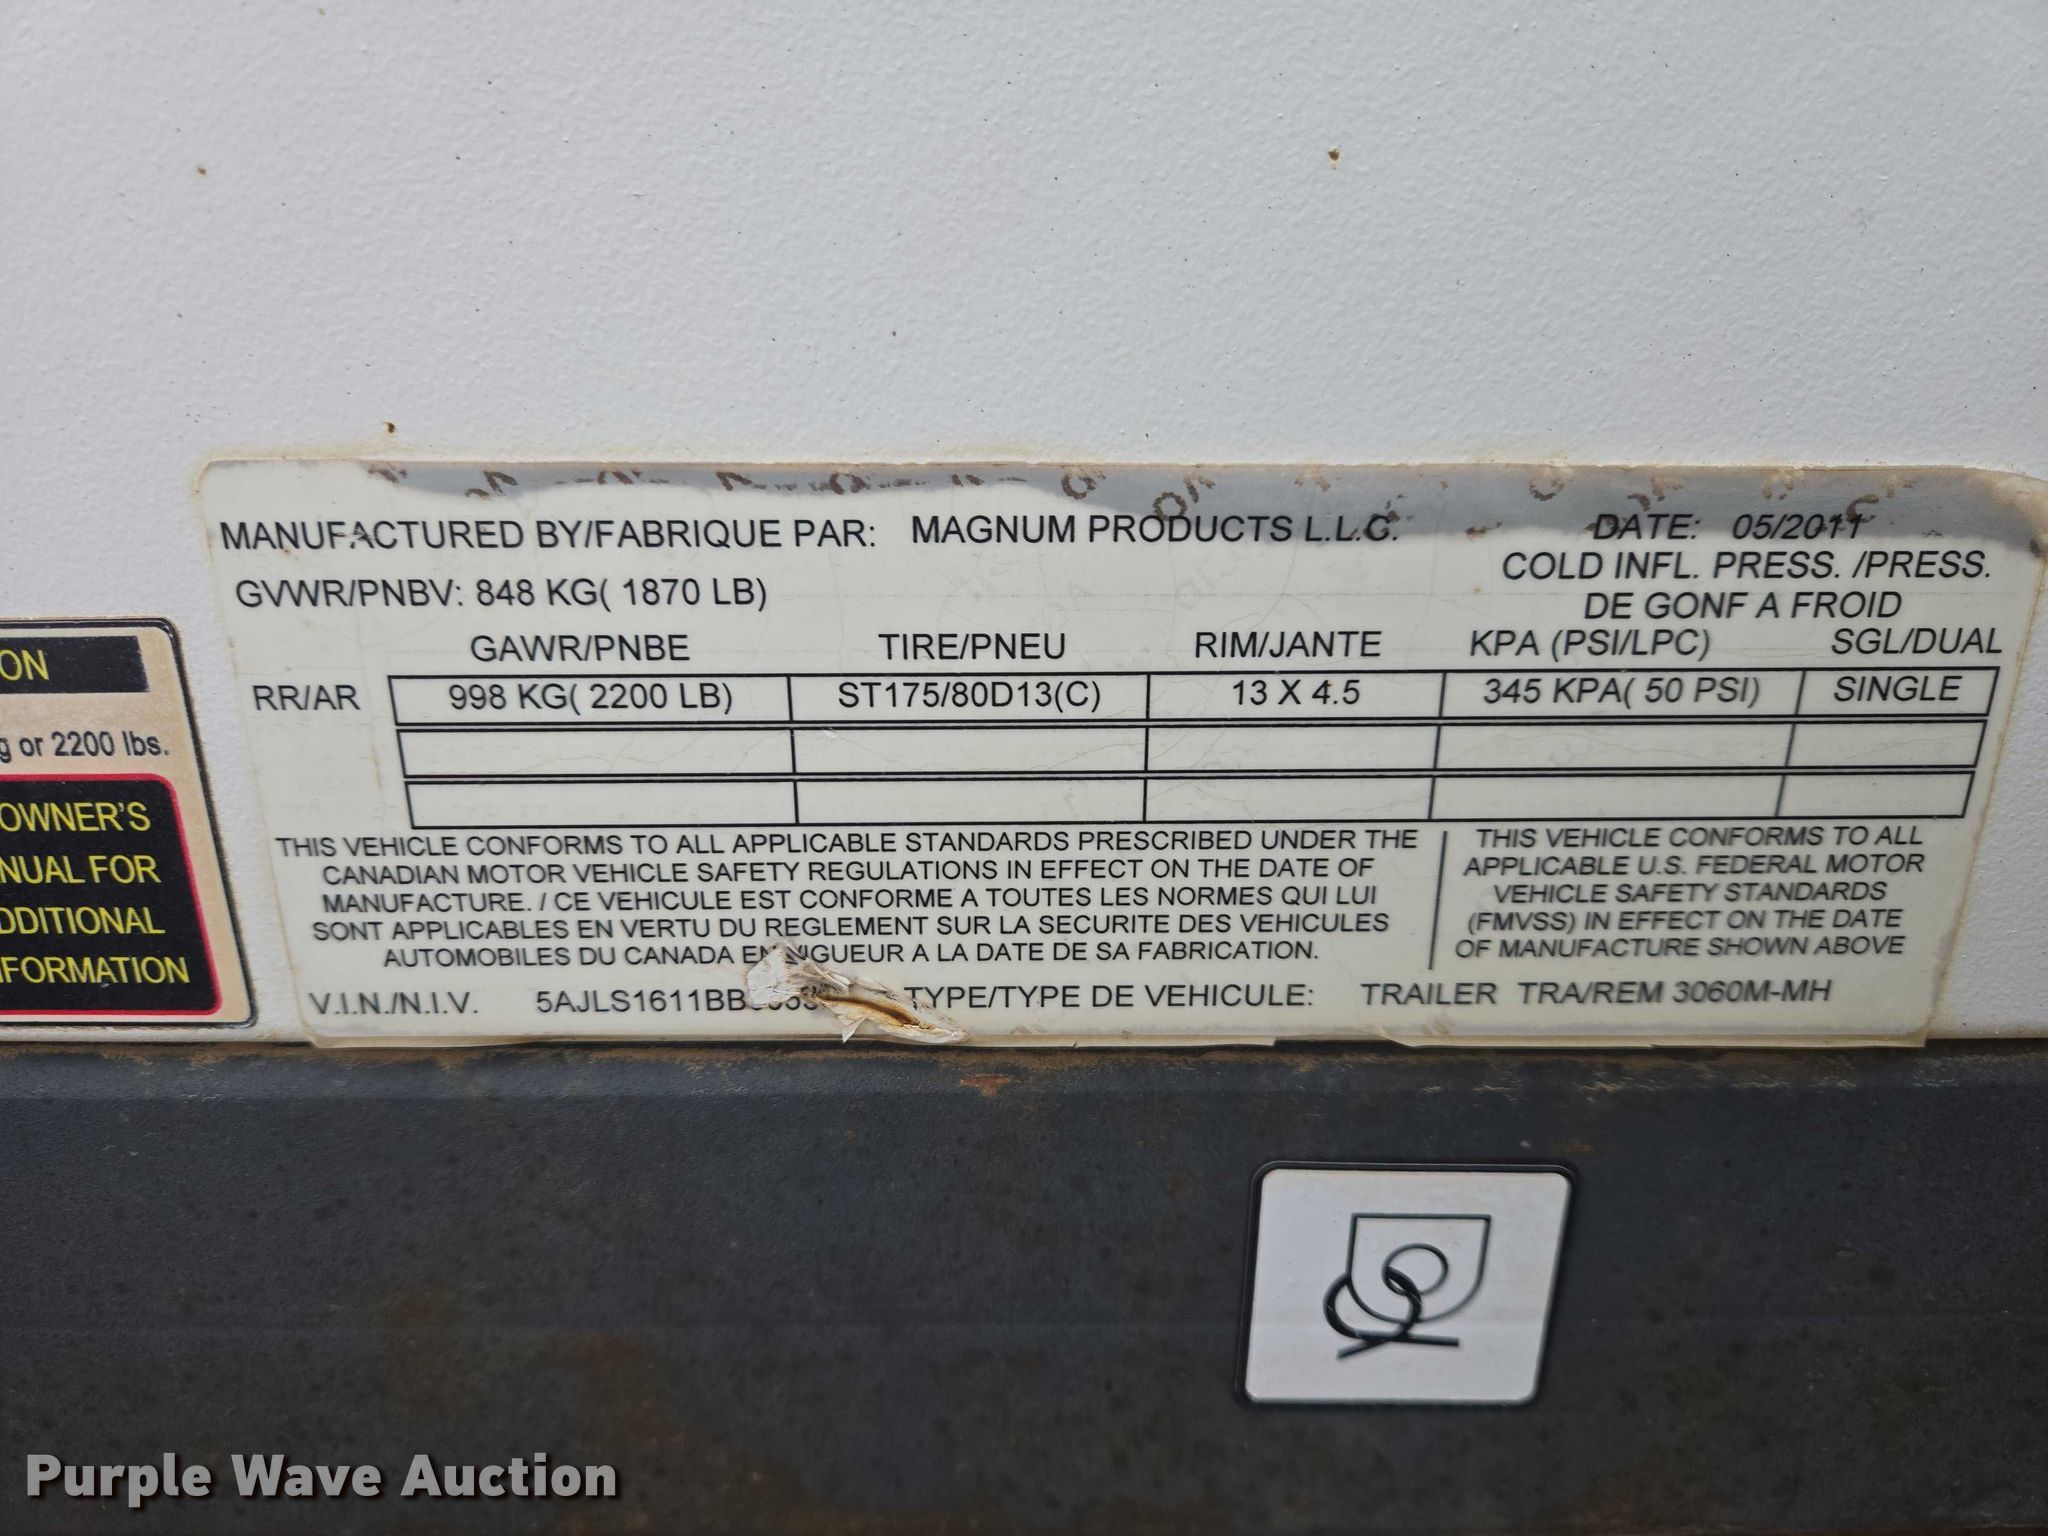 MANUFACTURED BY/FABRIQUE PAR: MAGNUM PRODUCTS L.L.C. DATE: 05/2011
GVWR/PNBV: 848 KG( 1870 LB)
COLD INFL. PRESS. /PRESS.
DE GONF A FROID
GAWR/PNBE TIRE/PNEU RIM/JANTE KPA (PSI/LPC) SGL/DUAL
RR/AR 998 KG( 2200 LB) ST175/80D13(C) 13 X 4.5 345 KPA( 50 PSI) SINGLE
THIS VEHICLE CONFORMS TO ALL APPLICABLE STANDARDS PRESCRIBED UNDER THE
CANADIAN MOTOR VEHICLE SAFETY REGULATIONS IN EFFECT ON THE DATE OF
MANUFACTURE. / CE VEHICULE EST CONFORME A TOUTES LES NORMES QUI LUI
SONT APPLICABLES EN VERTU DU REGLEMENT SUR LA SECURITE DES VEHICULES
AUTOMOBILES DU CANADA EN VIGUEUR A LA DATE DE SA FABRICATION.
THIS VEHICLE CONFORMS TO ALL
APPLICABLE U.S. FEDERAL MOTOR
VEHICLE SAFETY STANDARDS
(FMVSS) IN EFFECT ON THE DATE
OF MANUFACTURE SHOWN ABOVE
V.I.N./N.I.V. TYPE/TYPE DE VEHICULE: TRAILER TRA/REM 3060M-MH
ON
g or 2200 lbs.
OWNER'S
NUAL FOR
DDITIONAL
NFORMATION
Purple Wave Auction